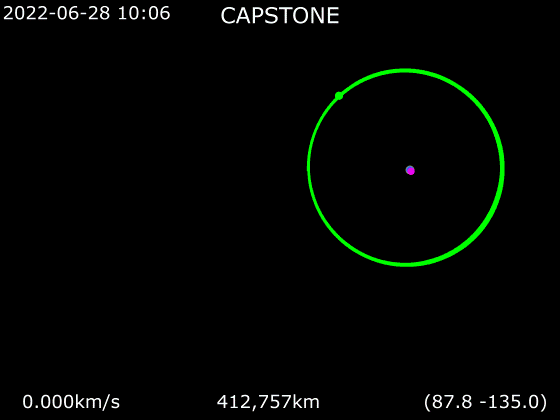 2022-06-28 10:06
CAPSTONE
0.000km/s
412,757km
(87.8 -135.0)